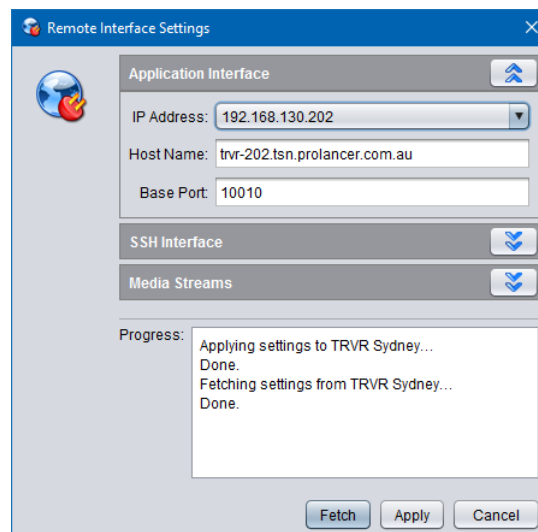 Remote Interface Settings
Application Interface
IP Address: 192.168.130.202
Host Name: trvr-202.tsn.prolancer.com.au
Base Port: 10010
SSH Interface
Media Streams
Progress:
Applying settings to TRVR Sydney...
Done.
Fetching settings from TRVR Sydney...
Done.
Fetch Apply Cancel